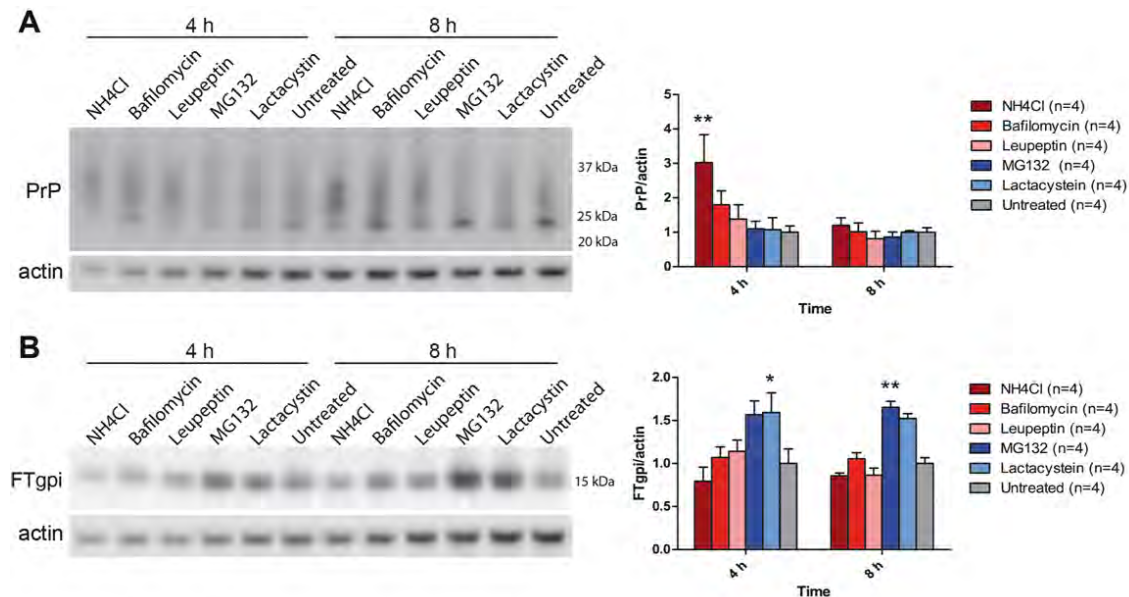 A
4 h 8 h
NH4Cl Bafilomycin Leupeptin MG132 Lactacystin Untreated NH4Cl Bafilomycin Leupeptin MG132 Lactacystin Untreated
PrP
37 kDa
25 kDa
20 kDa
actin
PrP/actin
5
4
3
2
1
0
**
4 h 8 h
Time
NH4Cl (n=4)
Bafilomycin (n=4)
Leupeptin (n=4)
MG132 (n=4)
Lactacystein (n=4)
Untreated (n=4)
B
4 h 8 h
NH4Cl Bafilomycin Leupeptin MG132 Lactacystin Untreated NH4Cl Bafilomycin Leupeptin MG132 Lactacystin Untreated
FTgpi
15 kDa
actin
FTgpi/actin
2.0
1.5
1.0
0.5
0.0
* **
4 h 8 h
Time
NH4Cl (n=4)
Bafilomycin (n=4)
Leupeptin (n=4)
MG132 (n=4)
Lactacystein (n=4)
Untreated (n=4)